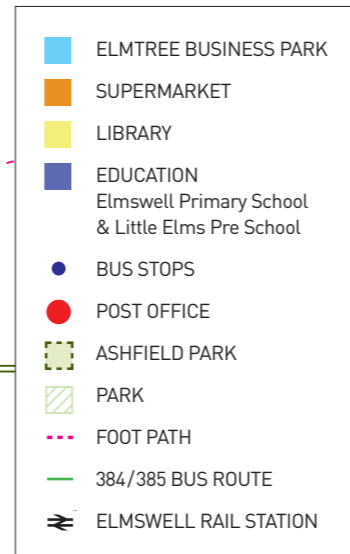 ELMTREE BUSINESS PARK
SUPERMARKET
LIBRARY
EDUCATION
Elmswell Primary School
& Little Elms Pre School
BUS STOPS
POST OFFICE
ASHFIELD PARK
PARK
FOOT PATH
384/385 BUS ROUTE
ELMSWELL RAIL STATION